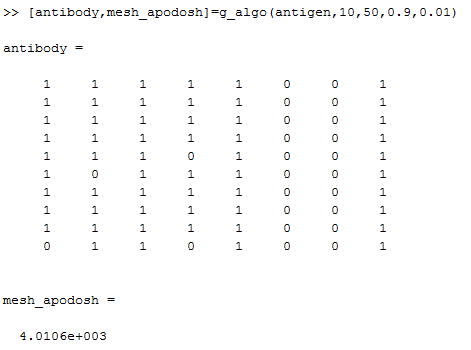 >> [antibody,mesh_apodosh]=g_algo(antigen,10,50,0.9,0.01)
antibody =
1 1 1 1 1 0 0 1
1 1 1 1 1 0 0 1
1 1 1 1 1 0 0 1
1 1 1 1 1 0 0 1
1 1 1 0 1 0 0 1
1 0 1 1 1 0 0 1
1 1 1 1 1 0 0 1
1 1 1 1 1 0 0 1
1 1 1 1 1 0 0 1
0 1 1 0 1 0 0 1
mesh_apodosh =
4.0106e+003